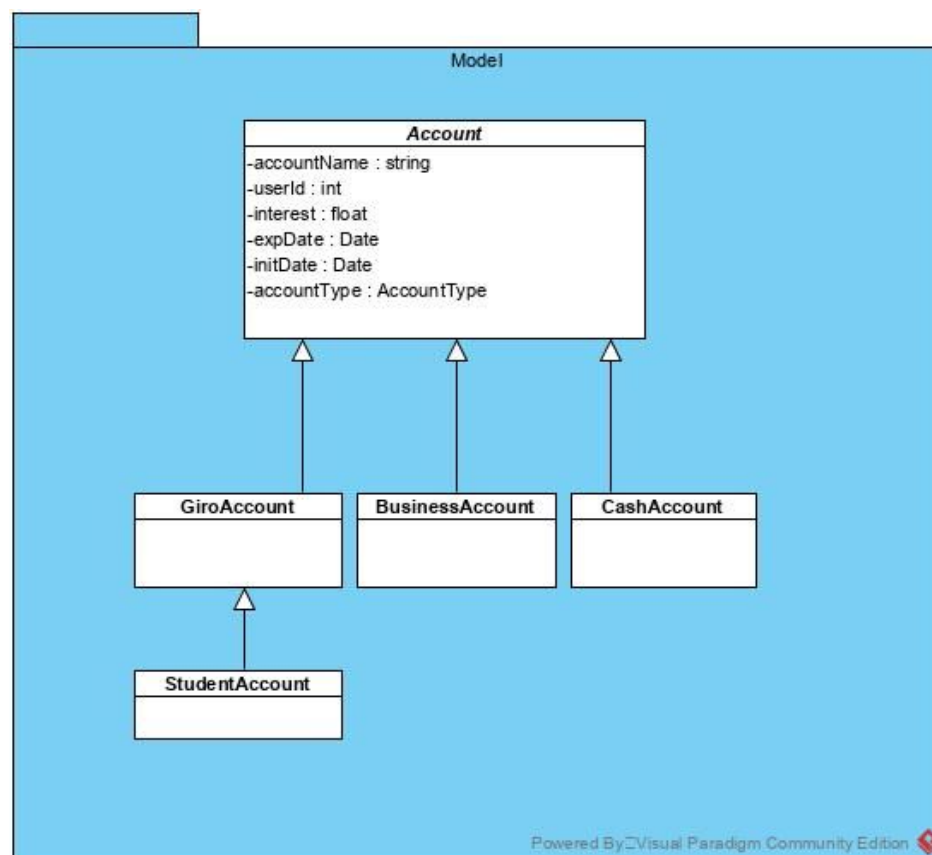 Model
Account
-accountName : string
-userId : int
-interest : float
-expDate : Date
-initDate : Date
-accountType : AccountType
GiroAccount
BusinessAccount
CashAccount
StudentAccount
Powered By Visual Paradigm Community Edition